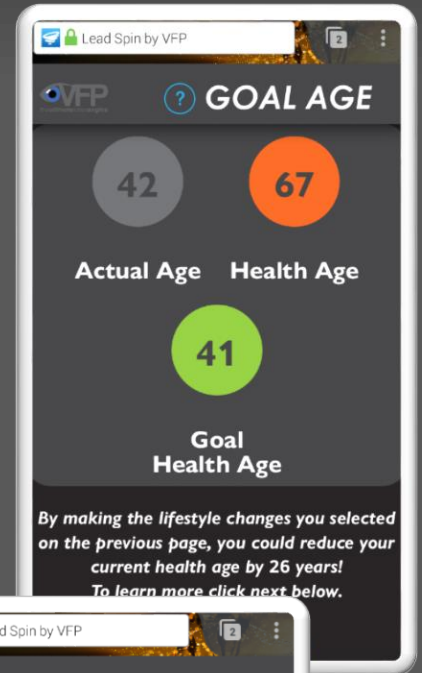 Lead Spin by VFP
2
VFP
? GOAL AGE
42
67
Actual Age Health Age
41
Goal
Health Age
By making the lifestyle changes you selected
on the previous page, you could reduce your
current health age by 26 years!
To learn more click next below.
d Spin by VFP
2